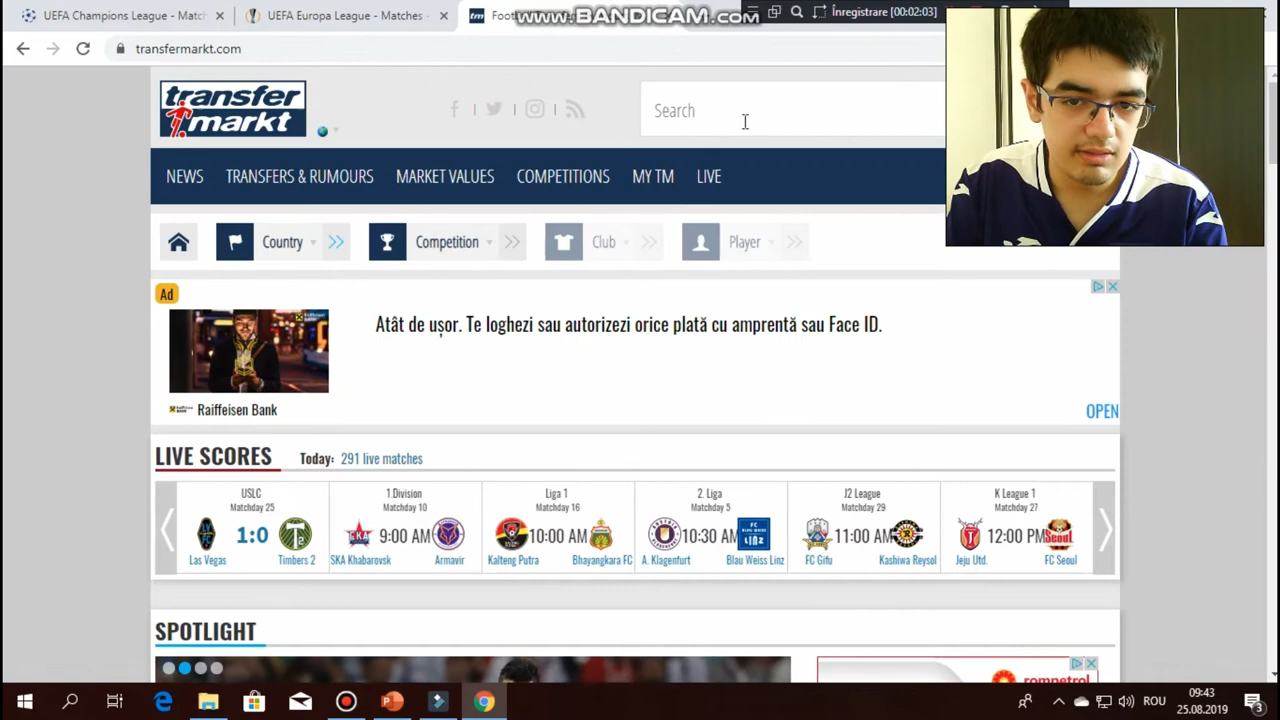 UEFA Champions League - Matc
UEFA Europa League - Matches
tm
Foot
www.BANDICAM.com
Înregistrare [00:02:03]
transfermarkt.com
transfer
markt
Search
NEWS
TRANSFERS & RUMOURS
MARKET VALUES
COMPETITIONS
MY TM
LIVE
Country
Competition
Club
Player
Ad
Atât de ușor. Te loghezi sau autorizezi orice plată cu amprentă sau Face ID.
Raiffeisen Bank
OPEN
LIVE SCORES
Today: 291 live matches
USLC
Matchday 25
1:0
Las Vegas
Timbers 2
1.Division
Matchday 10
9:00 AM
SKA Khabarovsk
Armavir
Liga 1
Matchday 16
10:00 AM
Kalteng Putra
Bhayangkara FC
2. Liga
Matchday 5
10:30 AM
A. Klagenfurt
Blau Weiss Linz
J2 League
Matchday 29
11:00 AM
FC Gifu
Kashiwa Reysol
K League 1
Matchday 27
12:00 PM
Jeju Utd.
FC Seoul
SPOTLIGHT
rompetrol
ROU
09:43
25.08.2019
3